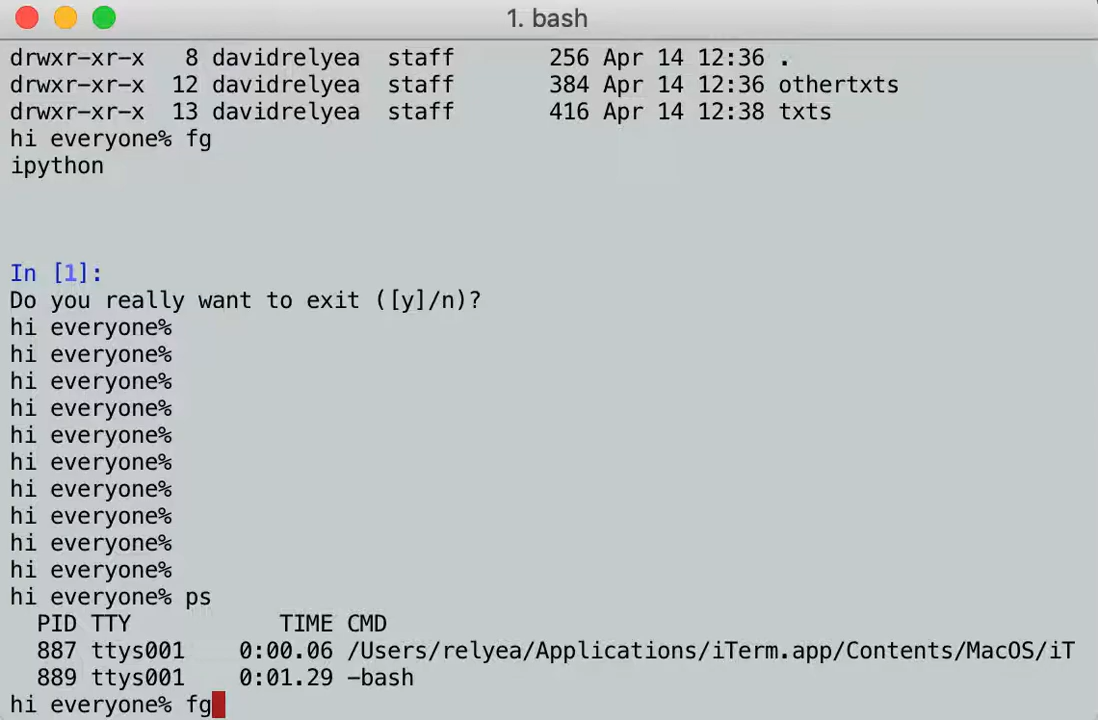 1. bash
drwxr-xr-x   8 davidrelyea  staff       256 Apr 14 12:36 .
drwxr-xr-x  12 davidrelyea  staff       384 Apr 14 12:36 othertxts
drwxr-xr-x  13 davidrelyea  staff       416 Apr 14 12:38 txts
hi everyone% fg
ipython
In [1]:
Do you really want to exit ([y]/n)?
hi everyone%
hi everyone%
hi everyone%
hi everyone%
hi everyone%
hi everyone%
hi everyone%
hi everyone%
hi everyone%
hi everyone%
hi everyone% ps
  PID TTY           TIME CMD
  887 ttys001    0:00.06 /Users/relyea/Applications/iTerm.app/Contents/MacOS/iT
  889 ttys001    0:01.29 -bash
hi everyone% fg